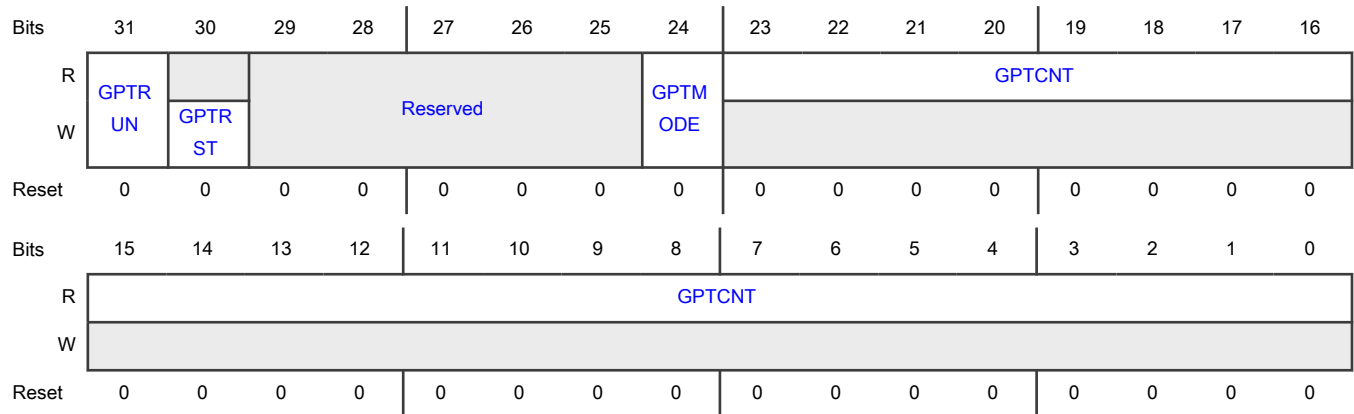 Bits 31 30 29 28 27 26 25 24 23 22 21 20 19 18 17 16
R GPTR UN GPTM ODE GPTCNT
Reserved
W GPTR ST
Reset 0 0 0 0 0 0 0 0 0 0 0 0 0 0 0 0
Bits 15 14 13 12 11 10 9 8 7 6 5 4 3 2 1 0
R GPTCNT
W
Reset 0 0 0 0 0 0 0 0 0 0 0 0 0 0 0 0